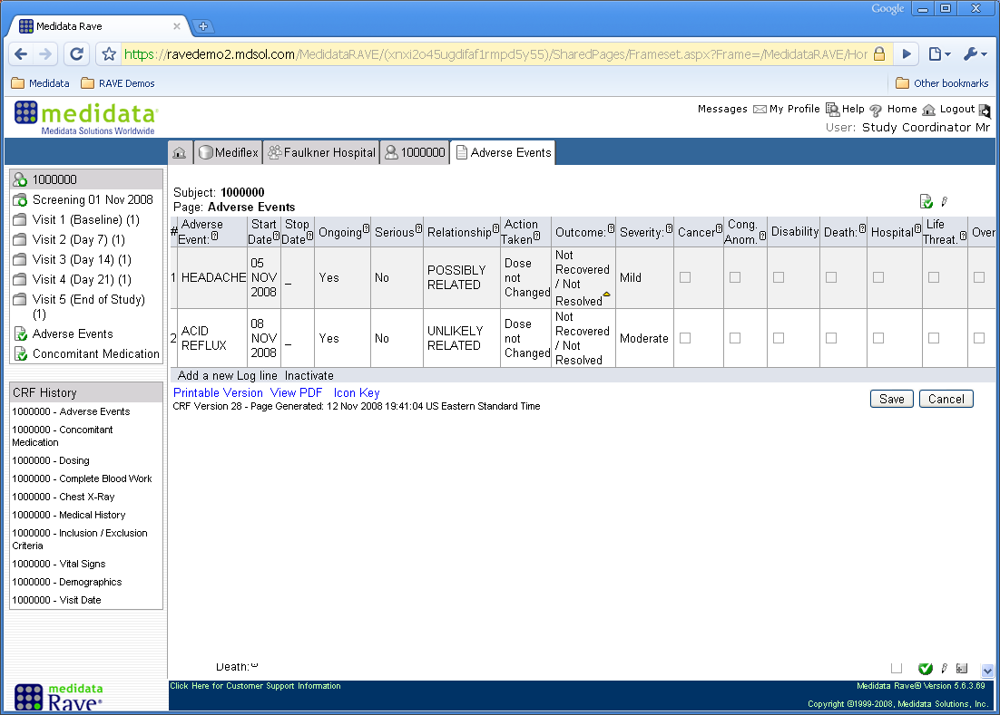 Google
Medidata Rave
https://ravedemo2.mdsol.com/MedidataRAVE/(xnxi2o45ugdifaf1rmpd5y55)/SharedPages/Frameset.aspx?Frame=/MedidataRAVE/Hor
Medidata RAVE Demos Other bookmarks
medidata
Medidata Solutions Worldwide
Messages My Profile Help Home Logout
User: Study Coordinator Mr
Mediflex Faulkner Hospital 1000000 Adverse Events
1000000
Screening 01 Nov 2008
Visit 1 (Baseline) (1)
Visit 2 (Day 7) (1)
Visit 3 (Day 14) (1)
Visit 4 (Day 21) (1)
Visit 5 (End of Study)
(1)
Adverse Events
Concomitant Medication
CRF History
1000000 - Adverse Events
1000000 - Concomitant
Medication
1000000 - Dosing
1000000 - Complete Blood Work
1000000 - Chest X-Ray
1000000 - Medical History
1000000 - Inclusion / Exclusion
Criteria
1000000 - Vital Signs
1000000 - Demographics
1000000 - Visit Date
Subject: 1000000
Page: Adverse Events
# Adverse Event: Start Date Stop Date Ongoing Serious Relationship Action Taken Outcome: Severity: Cancer Cong. Anom. Disability Death: Hospital Life Threat. Over
1 HEADACHE 05 NOV 2008 _ Yes No POSSIBLY RELATED Dose not Changed Not Recovered / Not Resolved Mild
2 ACID REFLUX 08 NOV 2008 _ Yes No UNLIKELY RELATED Dose not Changed Not Recovered / Not Resolved Moderate
Add a new Log line Inactivate
Printable Version View PDF Icon Key
CRF Version 28 - Page Generated: 12 Nov 2008 19:41:04 US Eastern Standard Time
Save Cancel
Death:
medidata
Rave®
Click Here for Customer Support Information
Medidata Rave® Version 5.6.3.69
Copyright ©1999-2008, Medidata Solutions, Inc.